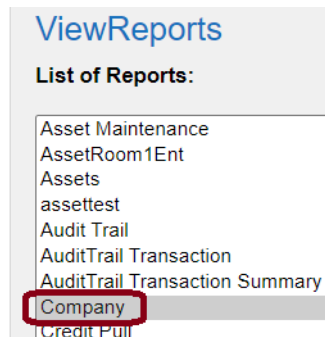 ViewReports
List of Reports:
Asset Maintenance
AssetRoom1Ent
Assets
assettest
Audit Trail
AuditTrail Transaction
AuditTrail Transaction Summary
Company
Credit Pull